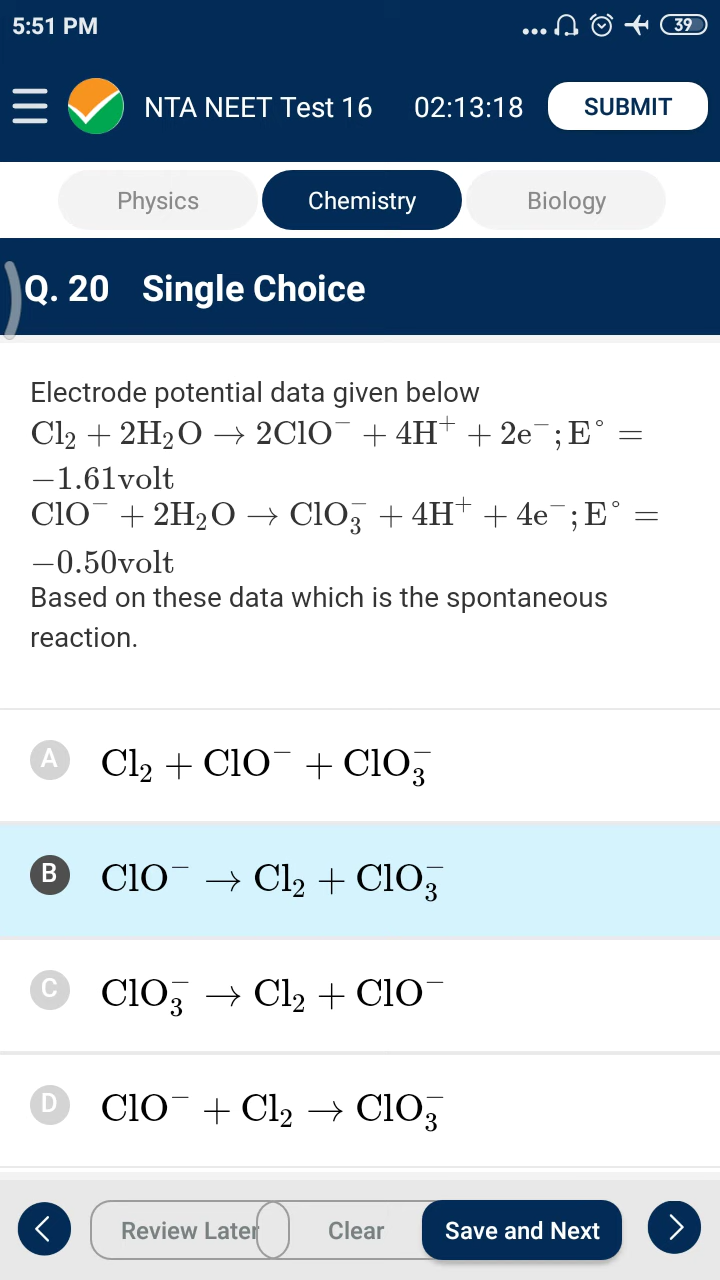 5:51 PM
39
NTA NEET Test 16 02:13:18 SUBMIT
Physics Chemistry Biology
Q. 20 Single Choice
Electrode potential data given below
Cl₂ + 2H₂O → 2ClO⁻ + 4H⁺ + 2e⁻; E° =
−1.61volt
ClO⁻ + 2H₂O → ClO₃⁻ + 4H⁺ + 4e⁻; E° =
−0.50volt
Based on these data which is the spontaneous
reaction.
A Cl₂ + ClO⁻ + ClO₃⁻
B ClO⁻ → Cl₂ + ClO₃⁻
C ClO₃⁻ → Cl₂ + ClO⁻
D ClO⁻ + Cl₂ → ClO₃⁻
Review Later Clear Save and Next